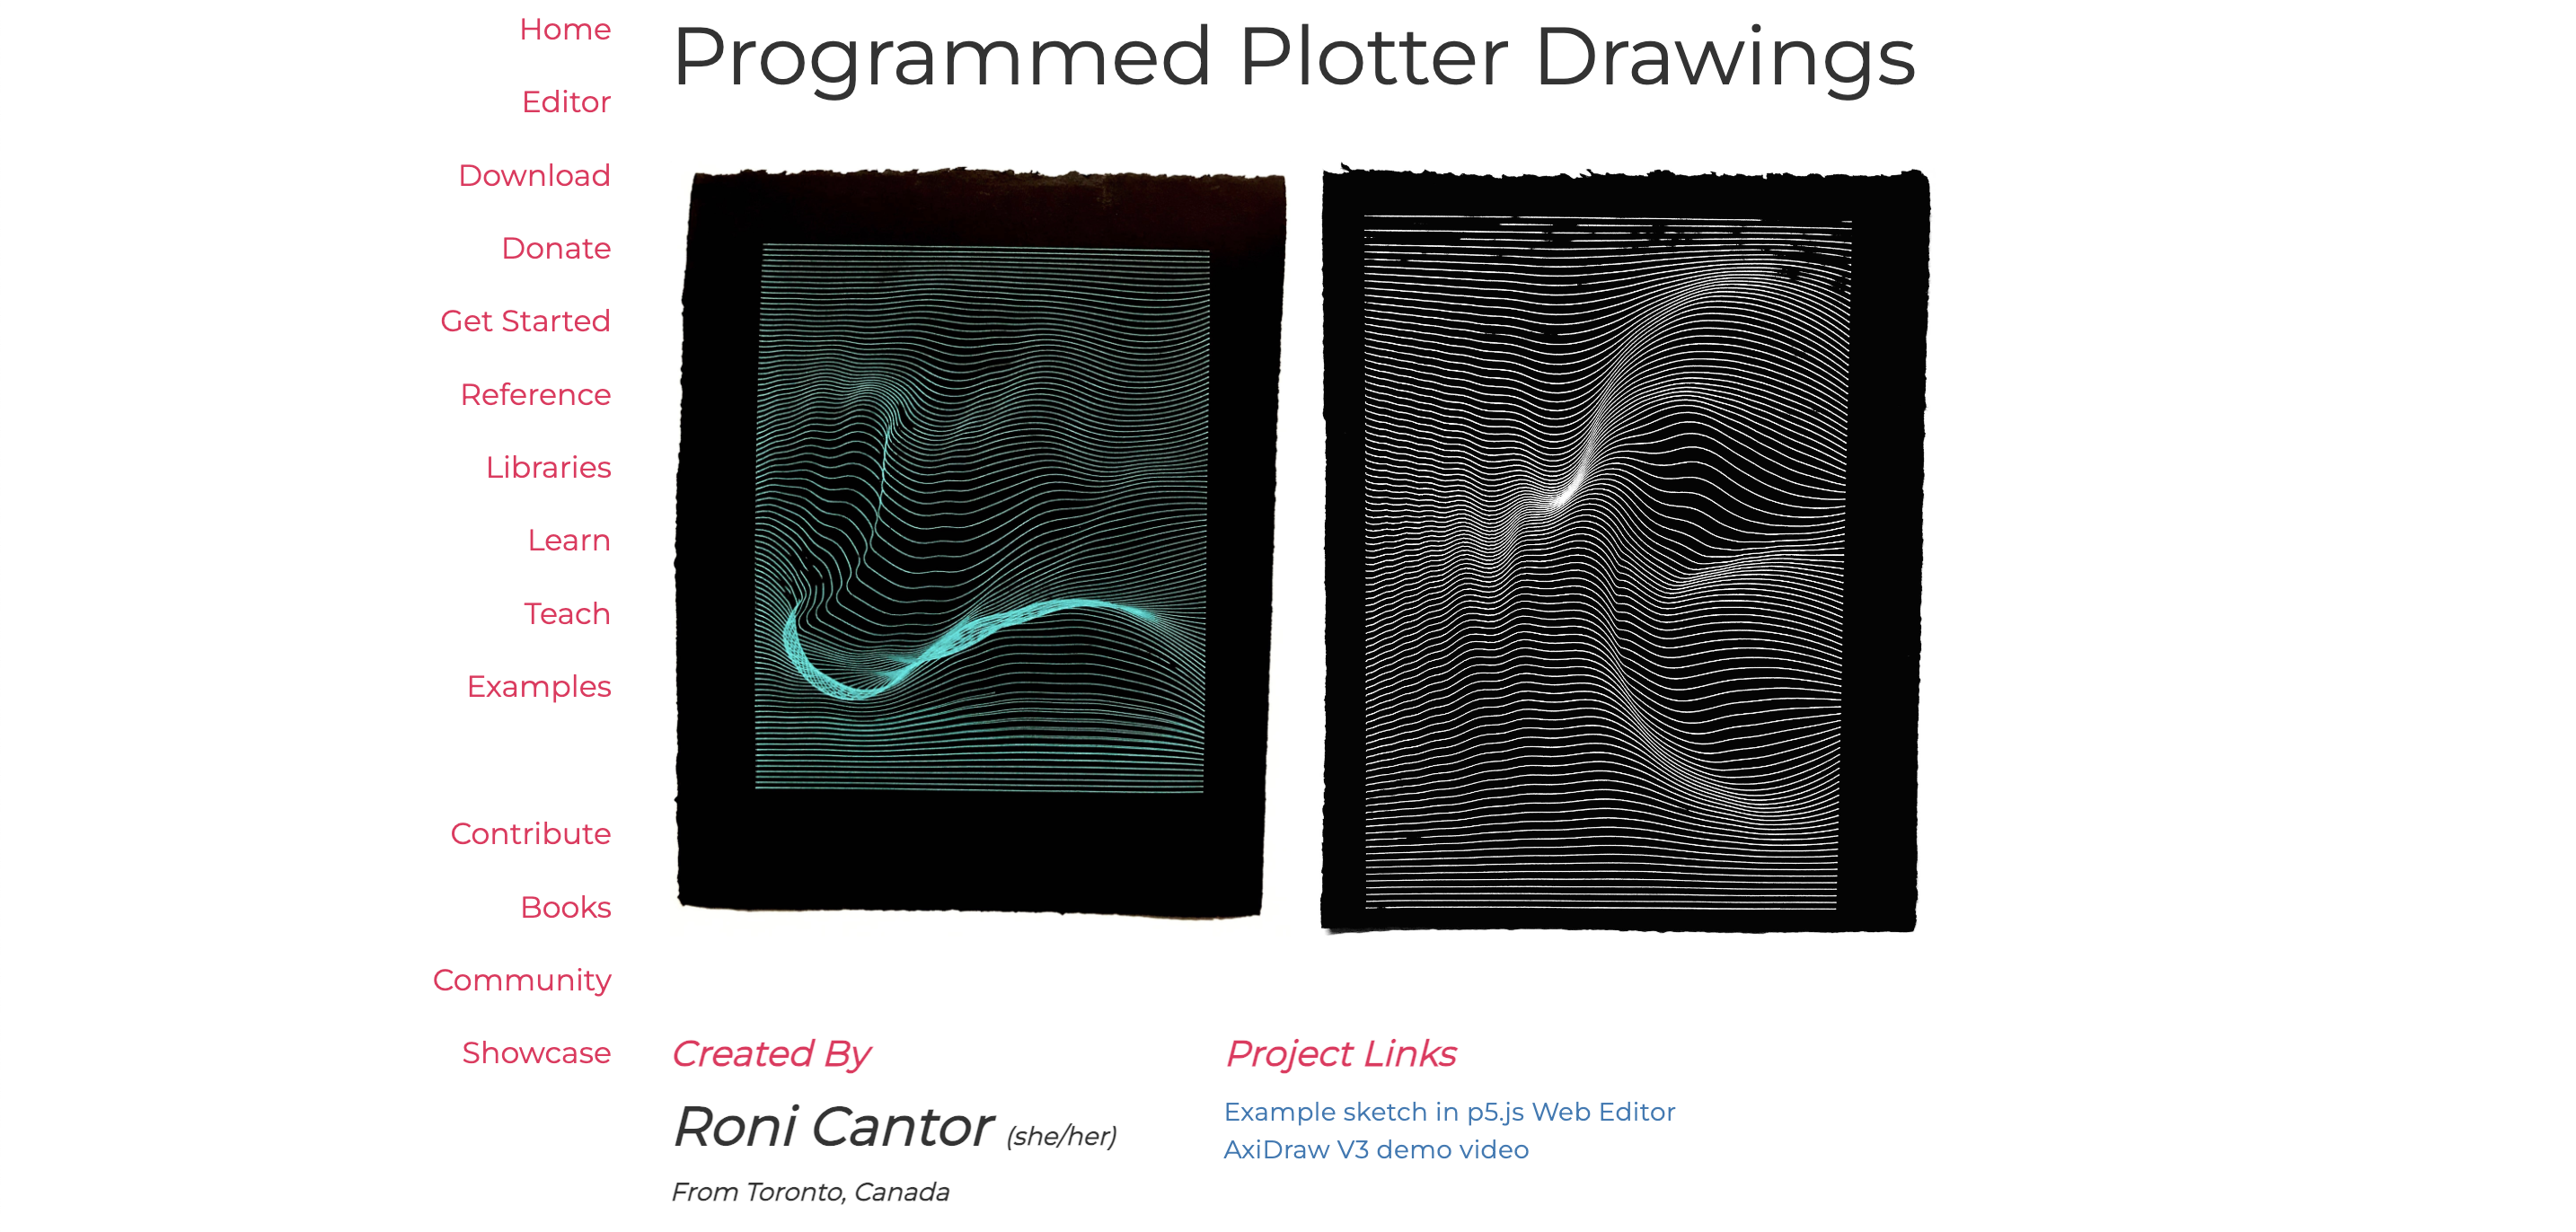 Home
Editor
Download
Donate
Get Started
Reference
Libraries
Learn
Teach
Examples
Contribute
Books
Community
Showcase
Programmed Plotter Drawings
Created By
Roni Cantor (she/her)
From Toronto, Canada
Project Links
Example sketch in p5.js Web Editor
AxiDraw V3 demo video